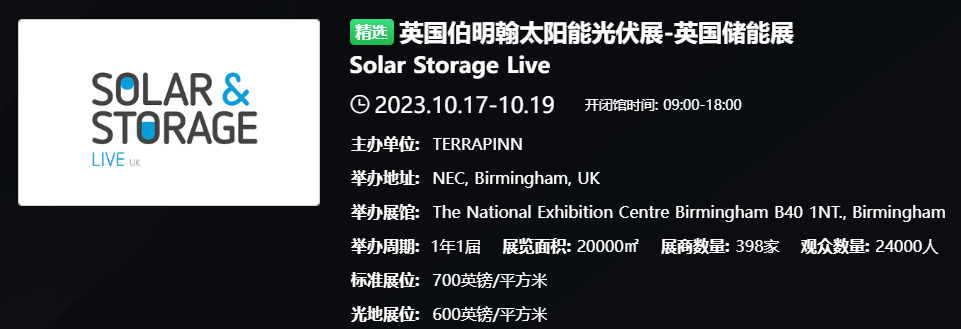 SOLAR &
STORAGE
LIVE UK
精选 英国伯明翰太阳能光伏展-英国储能展
Solar Storage Live
2023.10.17-10.19 开闭馆时间: 09:00-18:00
主办单位: TERRAPINN
举办地址: NEC, Birmingham, UK
举办展馆: The National Exhibition Centre Birmingham B40 1NT., Birmingham
举办周期: 1年1届 展览面积: 20000㎡ 展商数量: 398家 观众数量: 24000人
标准展位: 700英镑/平方米
光地展位: 600英镑/平方米